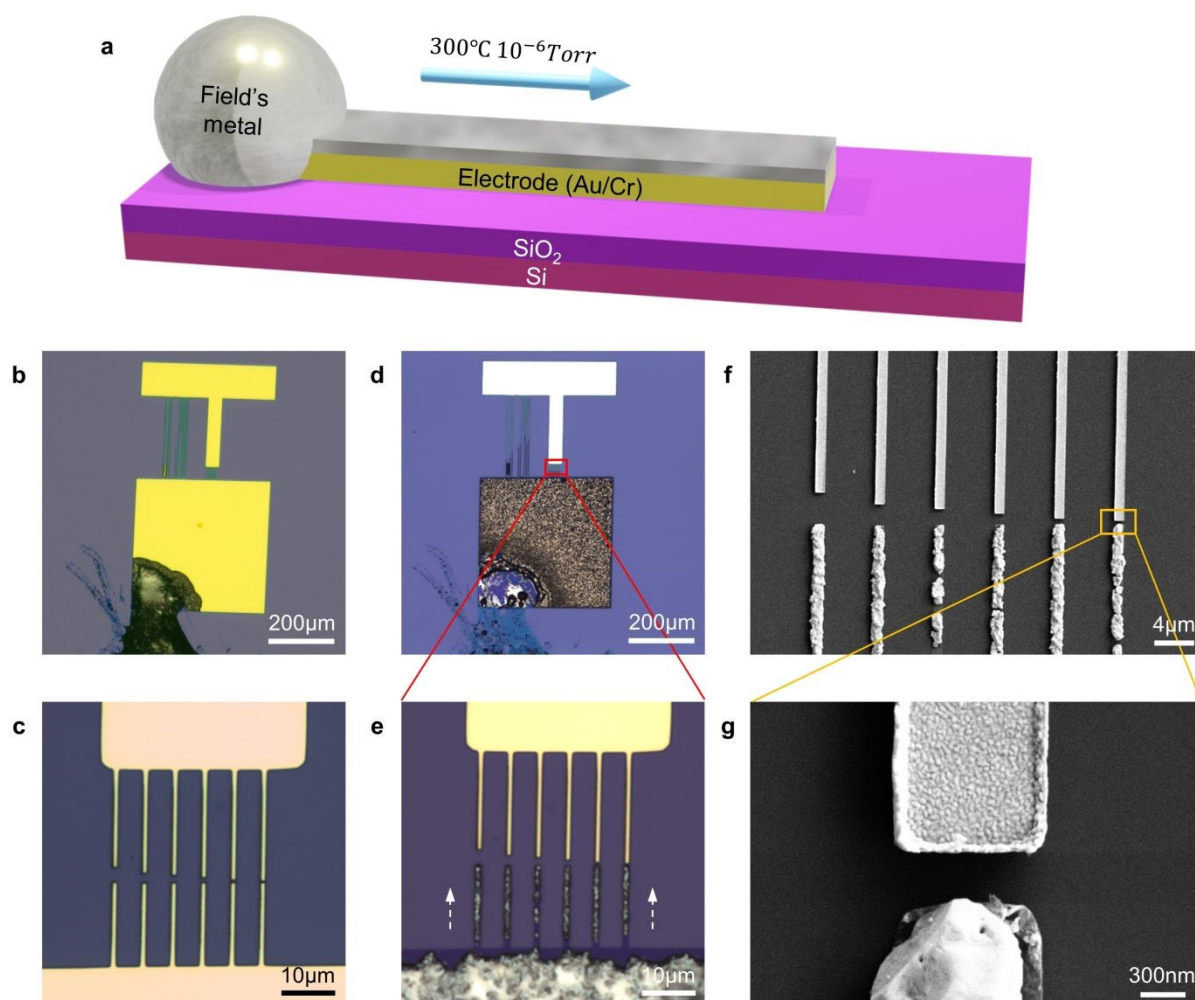 a
300℃ 10⁻⁶Torr
Field's
metal
Electrode (Au/Cr)
SiO₂
Si
b
200μm
d
200μm
f
4μm
c
10μm
e
10μm
g
300nm